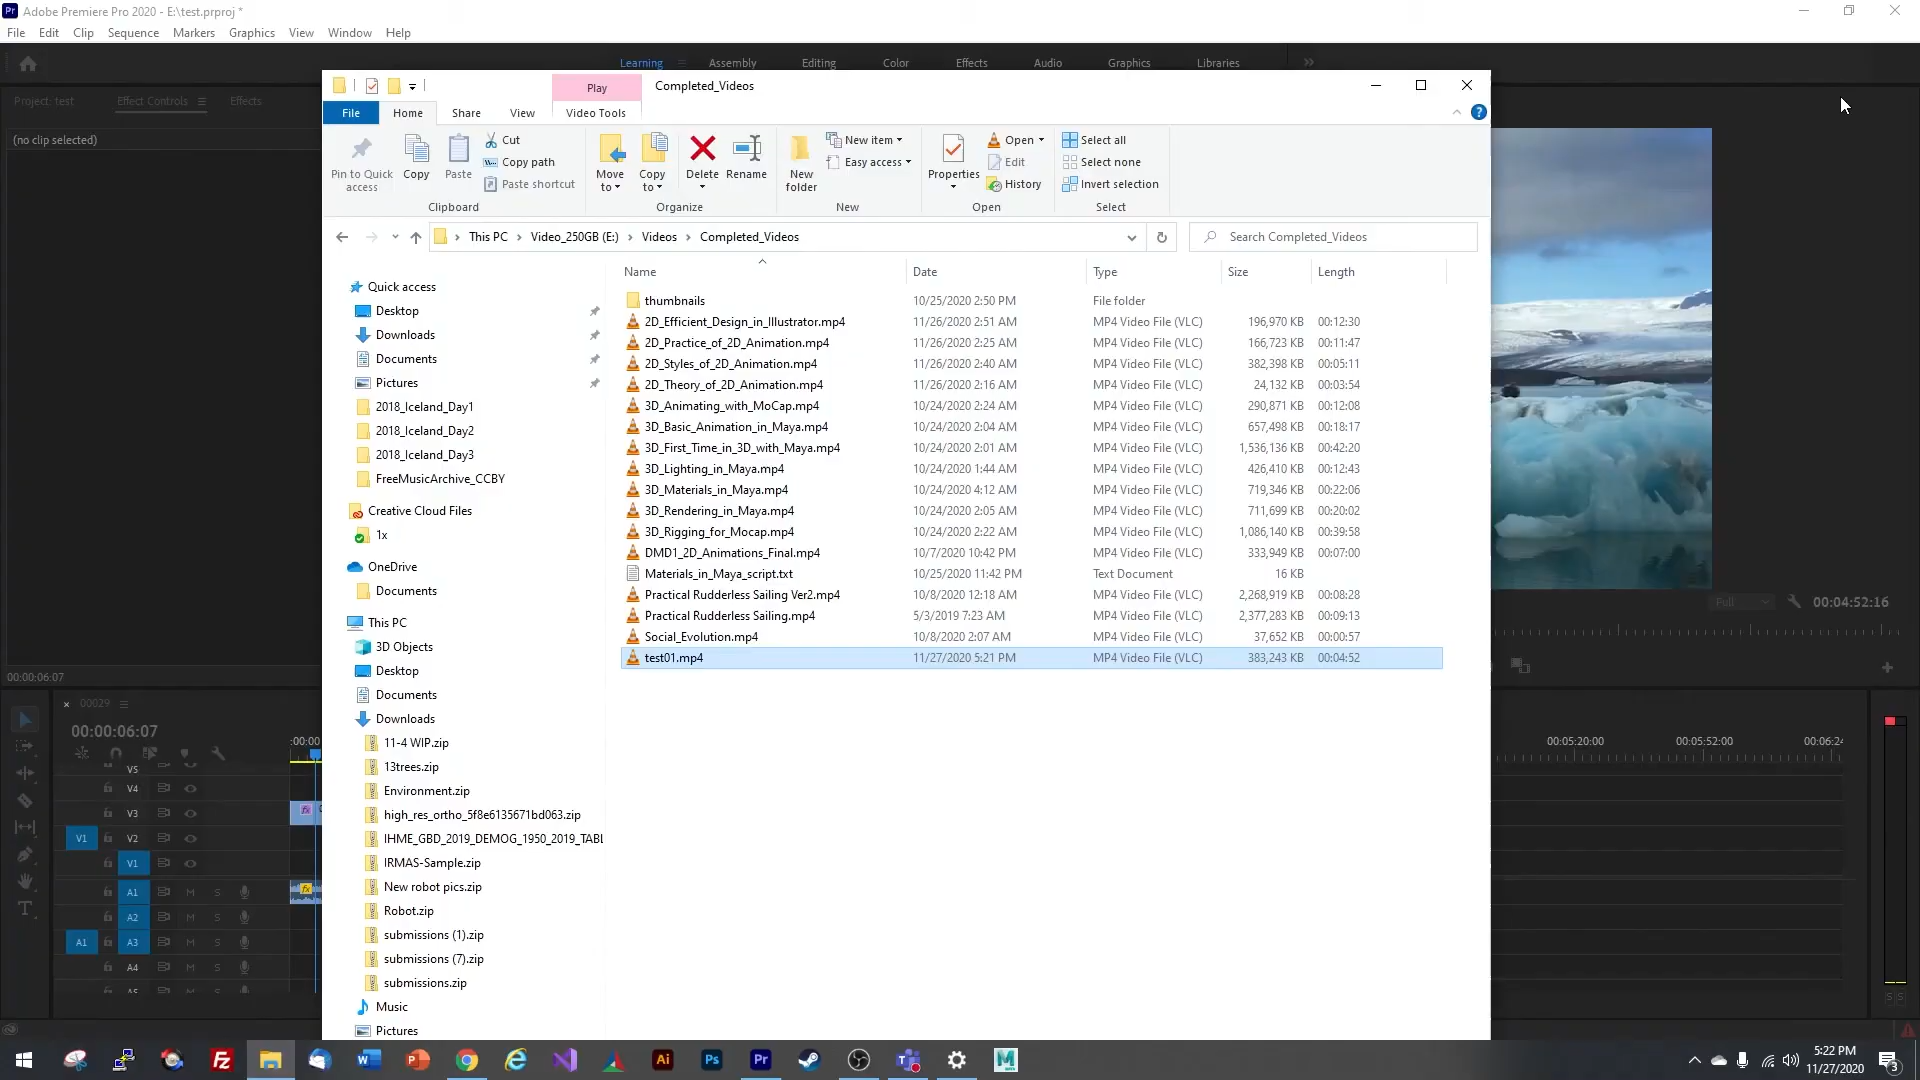 Adobe Premiere Pro 2020 - E:\test.prproj *
File Edit Clip Sequence Markers Graphics View Window Help
Learning Assembly Editing Color Effects Audio Graphics Libraries
Project: test Effect Controls Effects
(no clip selected)
Play Completed_Videos
File Home Share View Video Tools
Pin to Quick access
Copy
Paste
Cut
Copy path
Paste shortcut
Clipboard
Move to
Copy to
Delete
Rename
Organize
New folder
New item
Easy access
New
Properties
Open
Edit
History
Open
Select all
Select none
Invert selection
Select
This PC Video_250GB (E:) Videos Completed_Videos
Search Completed_Videos
Quick access
Desktop
Downloads
Documents
Pictures
2018_Iceland_Day1
2018_Iceland_Day2
2018_Iceland_Day3
FreeMusicArchive_CCBY
Creative Cloud Files
1x
OneDrive
Documents
This PC
3D Objects
Desktop
Documents
Downloads
11-4 WIP.zip
13trees.zip
Environment.zip
high_res_ortho_5f8e6135671bd063.zip
IHME_GBD_2019_DEMOG_1950_2019_TABL
IRMAS-Sample.zip
New robot pics.zip
Robot.zip
submissions (1).zip
submissions (7).zip
submissions.zip
Music
Pictures
Name Date Type Size Length
thumbnails 10/25/2020 2:50 PM File folder
2D_Efficient_Design_in_Illustrator.mp4 11/26/2020 2:51 AM MP4 Video File (VLC) 196,970 KB 00:12:30
2D_Practice_of_2D_Animation.mp4 11/26/2020 2:25 AM MP4 Video File (VLC) 166,723 KB 00:11:47
2D_Styles_of_2D_Animation.mp4 11/26/2020 2:40 AM MP4 Video File (VLC) 382,398 KB 00:05:11
2D_Theory_of_2D_Animation.mp4 11/26/2020 2:16 AM MP4 Video File (VLC) 24,132 KB 00:03:54
3D_Animating_with_MoCap.mp4 10/24/2020 2:24 AM MP4 Video File (VLC) 290,871 KB 00:12:08
3D_Basic_Animation_in_Maya.mp4 10/24/2020 2:04 AM MP4 Video File (VLC) 657,498 KB 00:18:17
3D_First_Time_in_3D_with_Maya.mp4 10/24/2020 2:01 AM MP4 Video File (VLC) 1,536,136 KB 00:42:20
3D_Lighting_in_Maya.mp4 10/24/2020 1:44 AM MP4 Video File (VLC) 426,410 KB 00:12:43
3D_Materials_in_Maya.mp4 10/24/2020 4:12 AM MP4 Video File (VLC) 719,346 KB 00:22:06
3D_Rendering_in_Maya.mp4 10/24/2020 2:05 AM MP4 Video File (VLC) 711,699 KB 00:20:02
3D_Rigging_for_Mocap.mp4 10/24/2020 2:22 AM MP4 Video File (VLC) 1,086,140 KB 00:39:58
DMD1_2D_Animations_Final.mp4 10/7/2020 10:42 PM MP4 Video File (VLC) 333,949 KB 00:07:00
Materials_in_Maya_script.txt 10/25/2020 11:42 PM Text Document 16 KB
Practical Rudderless Sailing Ver2.mp4 10/8/2020 12:18 AM MP4 Video File (VLC) 2,268,919 KB 00:08:28
Practical Rudderless Sailing.mp4 5/3/2019 7:23 AM MP4 Video File (VLC) 2,377,283 KB 00:09:13
Social_Evolution.mp4 10/8/2020 2:07 AM MP4 Video File (VLC) 37,652 KB 00:00:57
test01.mp4 11/27/2020 5:21 PM MP4 Video File (VLC) 383,243 KB 00:04:52
Full 00:04:52:16
00:00:06:07
00029
00:00:06:07
:00:00
00:05:20:00 00:05:52:00 00:06:24
V5
V4
V3
V1 V2
V1
A1 M S
A2 M S
A1 A3 M S
A4 M S
A5
fx
fx
S S
5:22 PM
11/27/2020
3